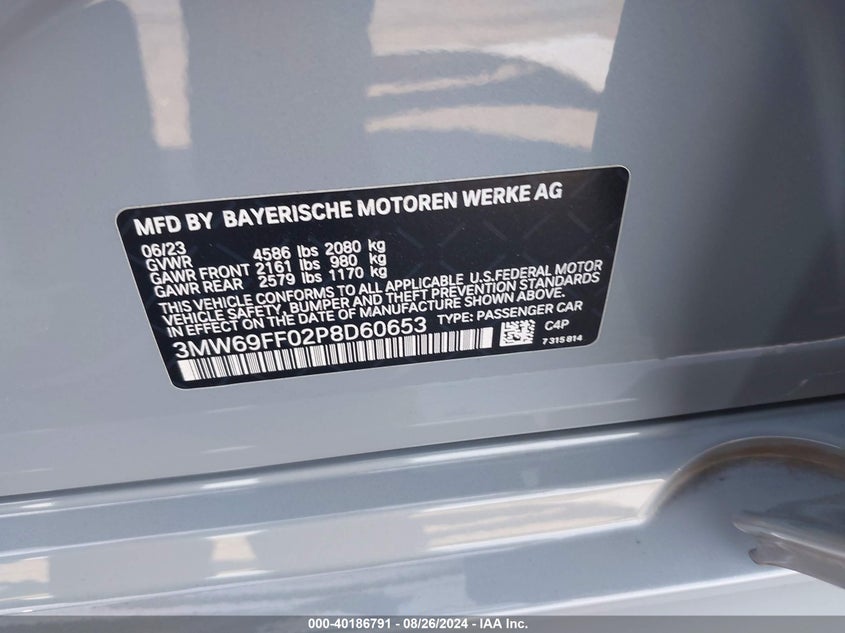 MFD BY BAYERISCHE MOTOREN WERKE AG
06/23
GVWR 4586 lbs 2080 kg
GAWR FRONT 2161 lbs 980 kg
GAWR REAR 2579 lbs 1170 kg
THIS VEHICLE CONFORMS TO ALL APPLICABLE U.S.FEDERAL MOTOR
VEHICLE SAFETY, BUMPER AND THEFT PREVENTION STANDARDS
IN EFFECT ON THE DATE OF MANUFACTURE SHOWN ABOVE.
3MW69FF02P8D60653 TYPE: PASSENGER CAR
C4P
7 315 814
000-40186791 - 08/26/2024 - IAA Inc.